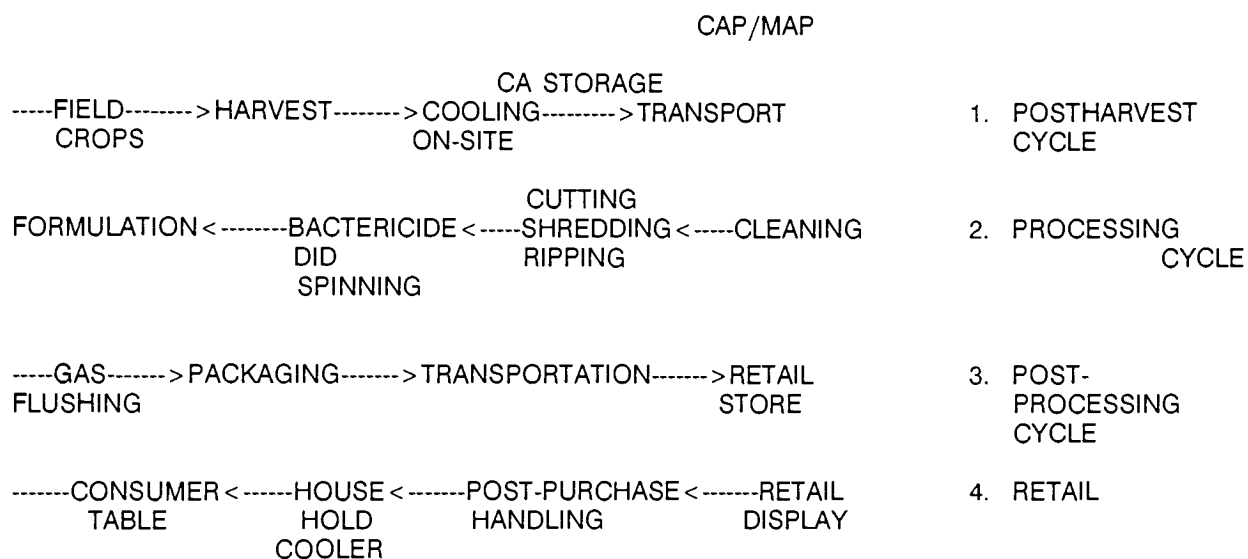 CAP/MAP
CA STORAGE
-----FIELD-------->HARVEST-------->COOLING--------->TRANSPORT 1. POSTHARVEST
CROPS ON-SITE CYCLE
CUTTING
FORMULATION<--------BACTERICIDE<-----SHREDDING<-----CLEANING 2. PROCESSING
DID RIPPING CYCLE
SPINNING
-----GAS------->PACKAGING------->TRANSPORTATION------->RETAIL 3. POST-
FLUSHING STORE PROCESSING
CYCLE
-------CONSUMER<------HOUSE<-------POST-PURCHASE<-------RETAIL 4. RETAIL
TABLE HOLD HANDLING DISPLAY
COOLER